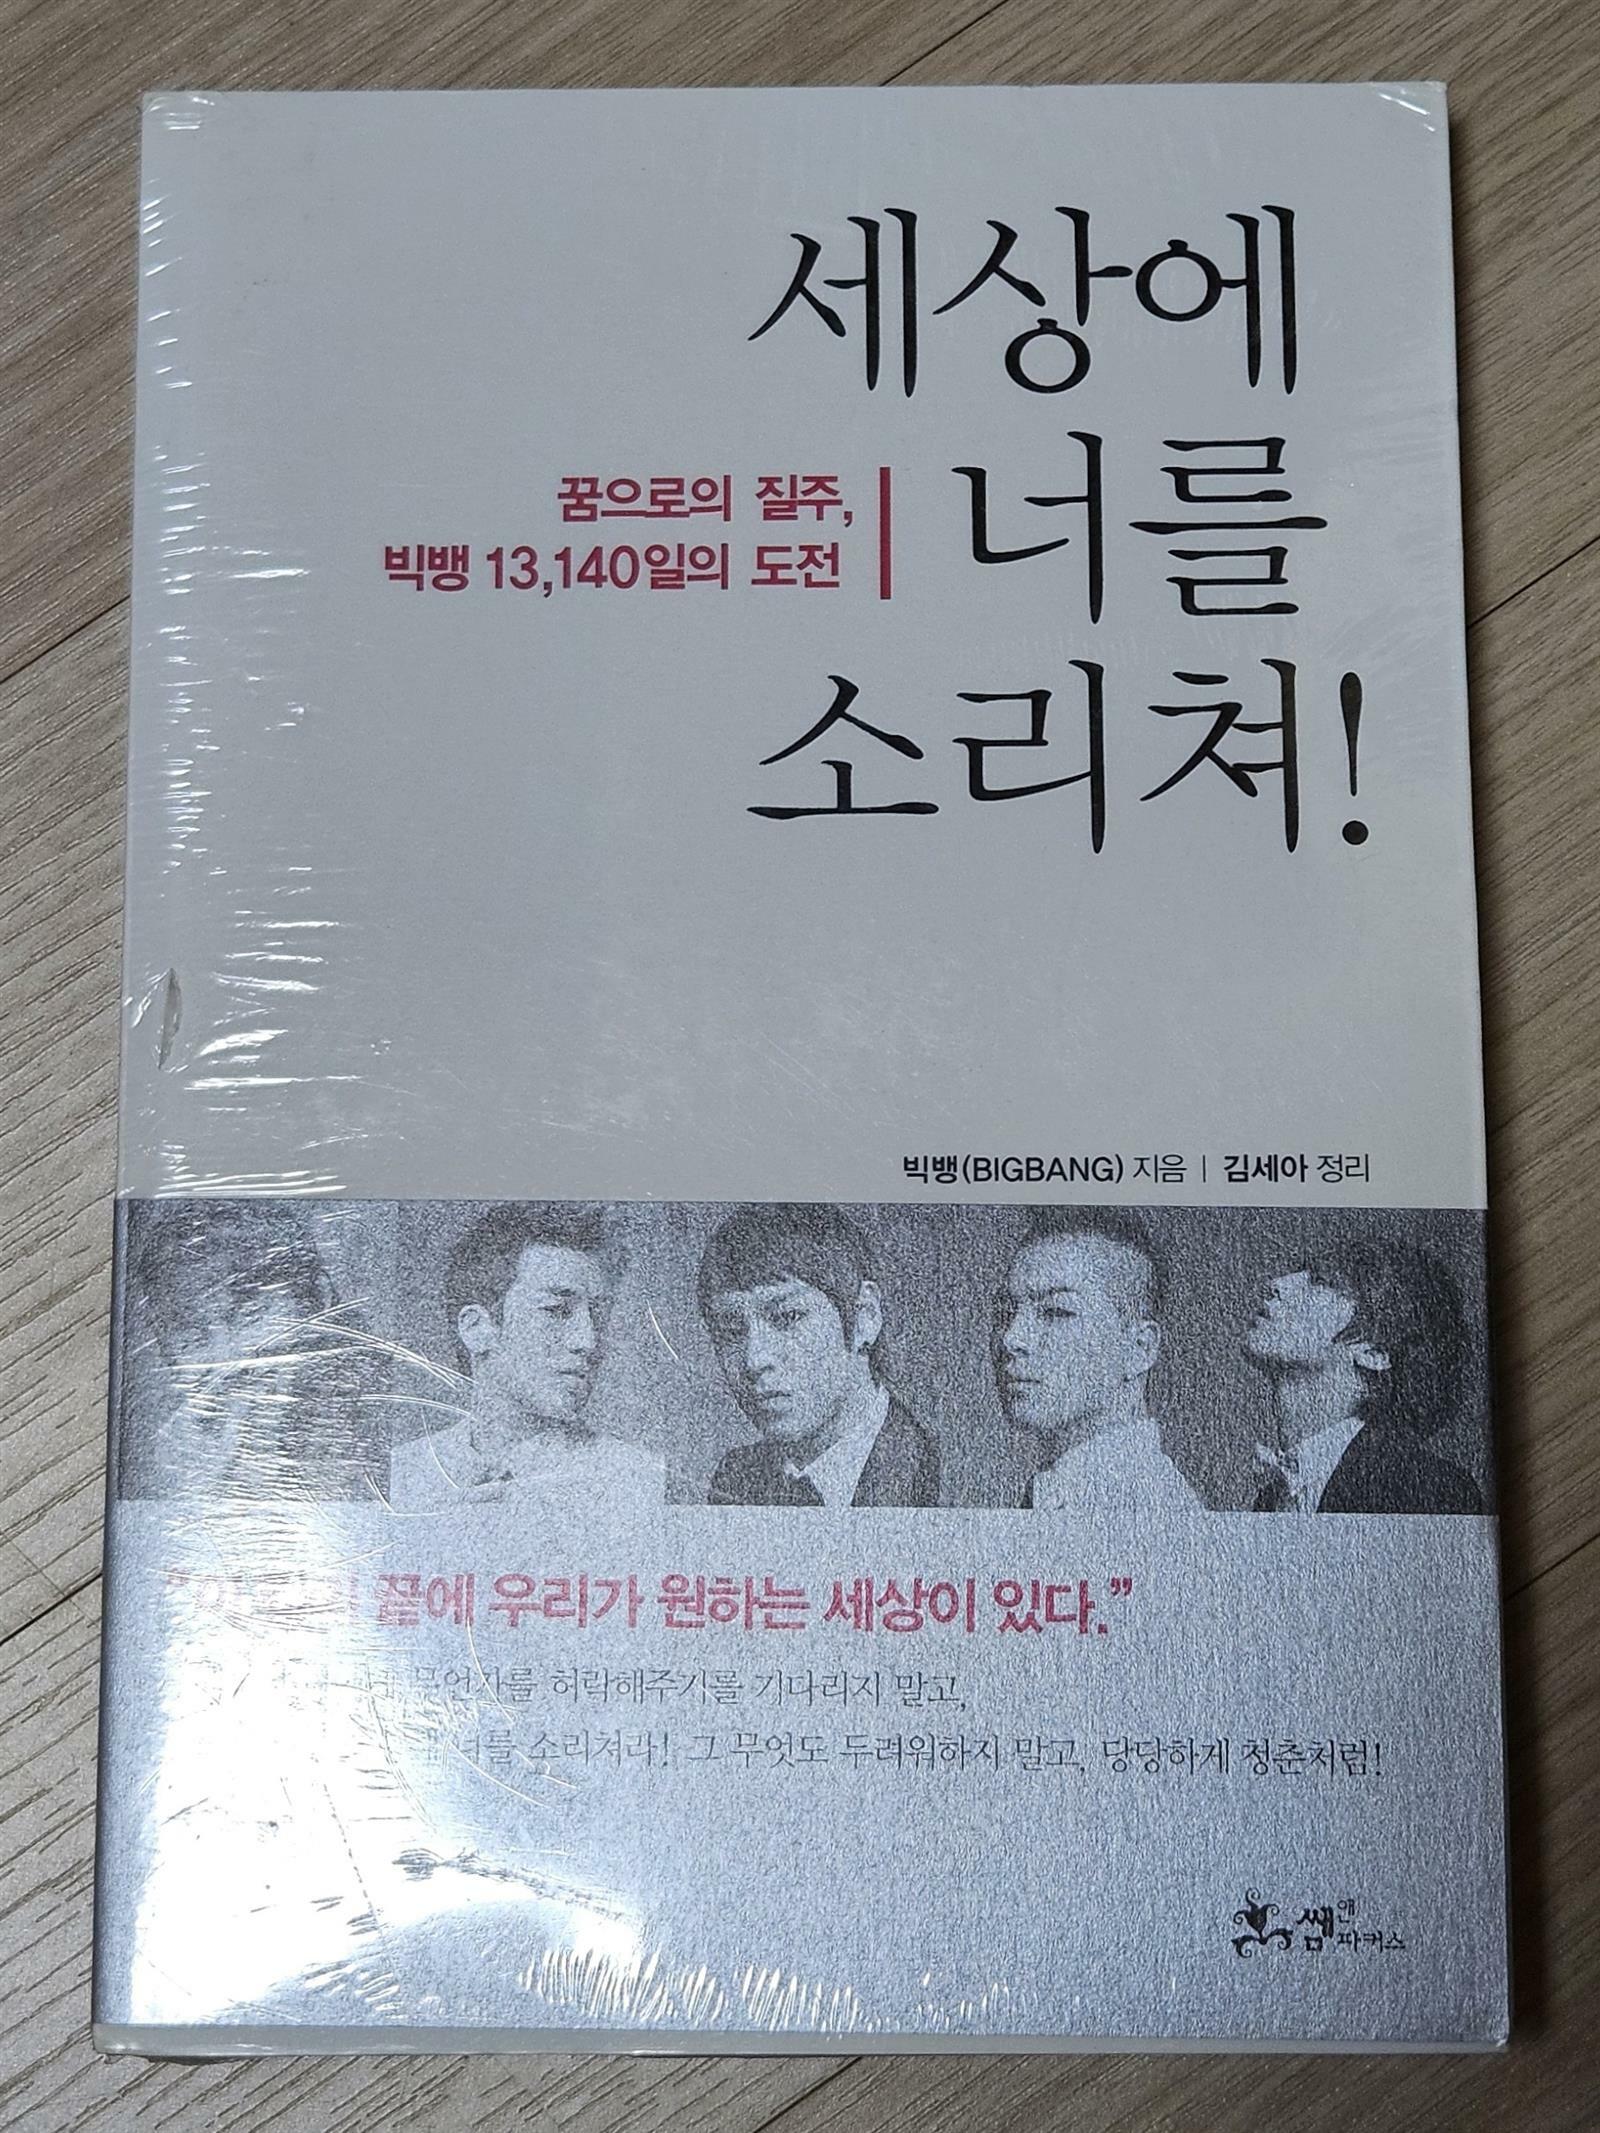 세상에
너를
소리쳐!
꿈으로의 질주,
빅뱅 13,140일의 도전
빅뱅(BIGBANG) 지음 | 김세아 정리
끝에 우리가 원하는 세상이 있다."
무언가를 허락해주기를 기다리지 말고,
너를 소리쳐라! 그 무엇도 두려워하지 말고, 당당하게 청춘처럼!
쌤앤파커스